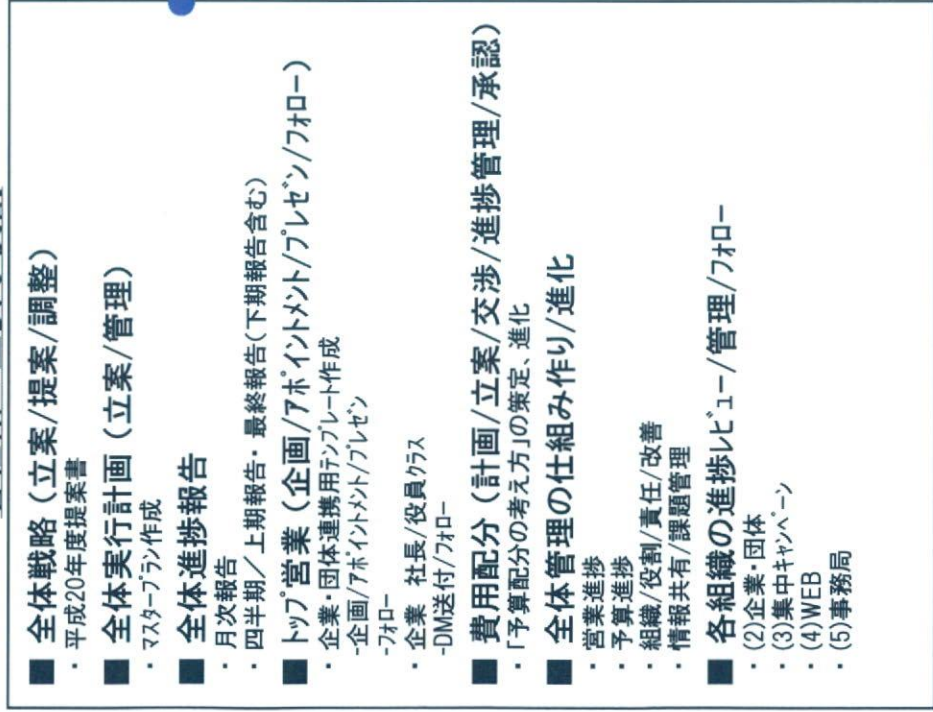 ■ 全体戦略（立案/提案/調整）
・平成20年度提案書
■ 全体実行計画（立案/管理）
・マスタープラン作成
■ 全体進捗報告
・月次報告
・四半期／上期報告・最終報告(下期報告含む)
■ トップ営業（企画/アポイントメント/プレゼン/フォロー）
・企業・団体連携用テンプレート作成
-企画/アポイントメント/プレゼン
-フォロー
・企業　社長/役員クラス
-DM送付/フォロー
■ 費用配分（計画/立案/交渉/進捗管理/承認）
・「予算配分の考え方」の策定、進化
■ 全体管理の仕組み作り/進化
・営業進捗
・予算進捗
・組織/役割/責任/改善
・情報共有/課題管理
■ 各組織の進捗レビュー/管理/フォロー
・(2)企業・団体
・(3)集中キャンペーン
・(4)WEB
・(5)事務局